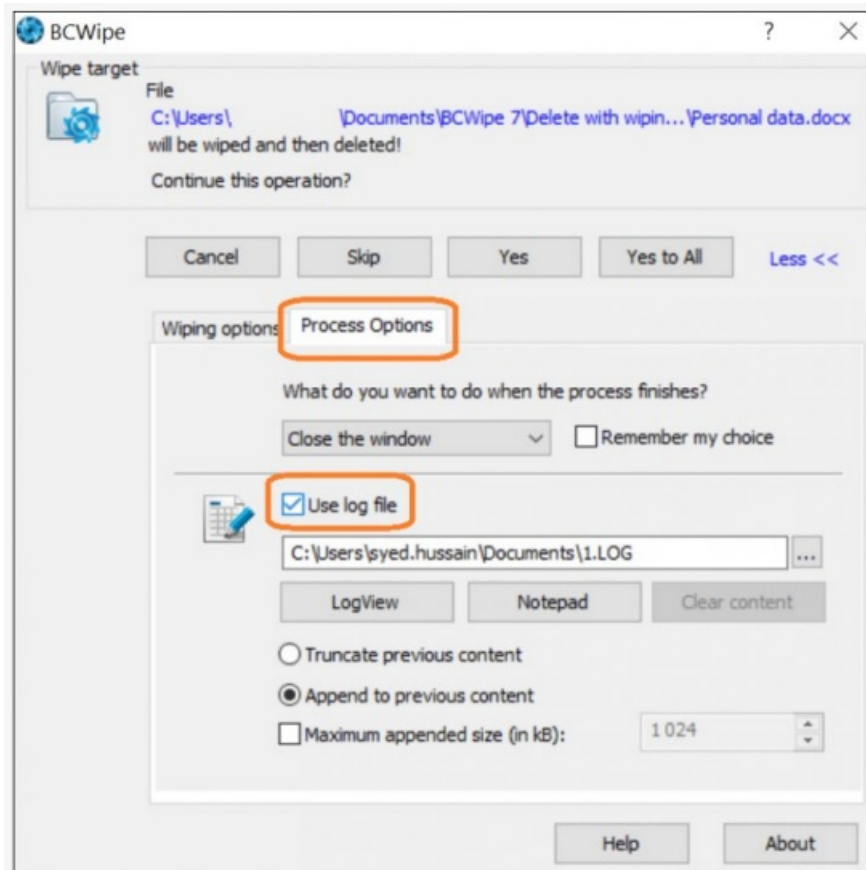 BCWipe ?
Wipe target
File
C:\Users\ \Documents\BCWipe 7\Delete with wipin...\Personal data.docx
will be wiped and then deleted!
Continue this operation?
Cancel Skip Yes Yes to All Less <<
Wiping options Process Options
What do you want to do when the process finishes?
Close the window Remember my choice
Use log file
C:\Users\syed.hussain\Documents\1.LOG ...
LogView Notepad Clear content
Truncate previous content
Append to previous content
Maximum appended size (in kB): 1 024
Help About